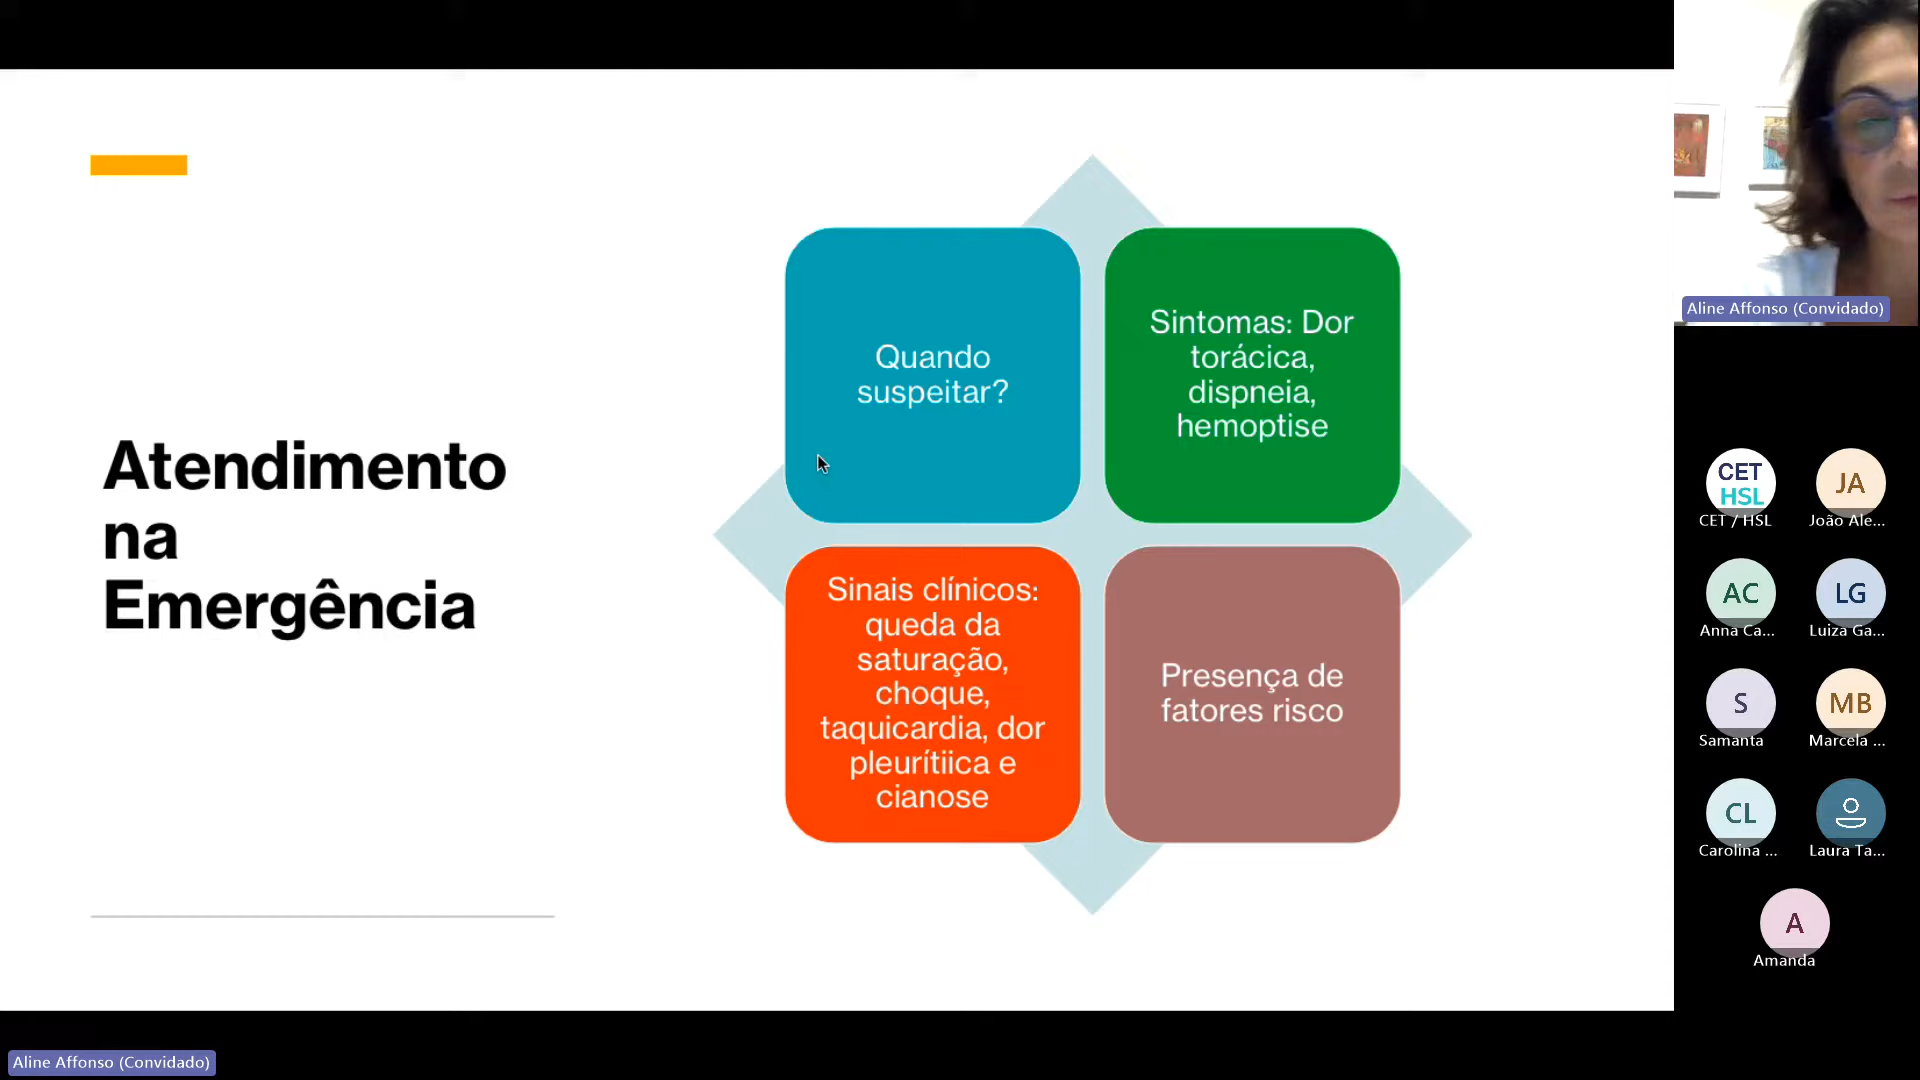 Atendimento
na
Emergência
Quando
suspeitar?
Sintomas: Dor
torácica,
dispneia,
hemoptise
Sinais clínicos:
queda da
saturação,
choque,
taquicardia, dor
pleurítiica e
cianose
Presença de
fatores risco
Aline Affonso (Convidado)
CET
HSL
CET / HSL
JA
João Ale...
AC
Anna Ca...
LG
Luiza Ga...
S
Samanta
MB
Marcela ...
CL
Carolina ...
Laura Ta...
A
Amanda
Aline Affonso (Convidado)